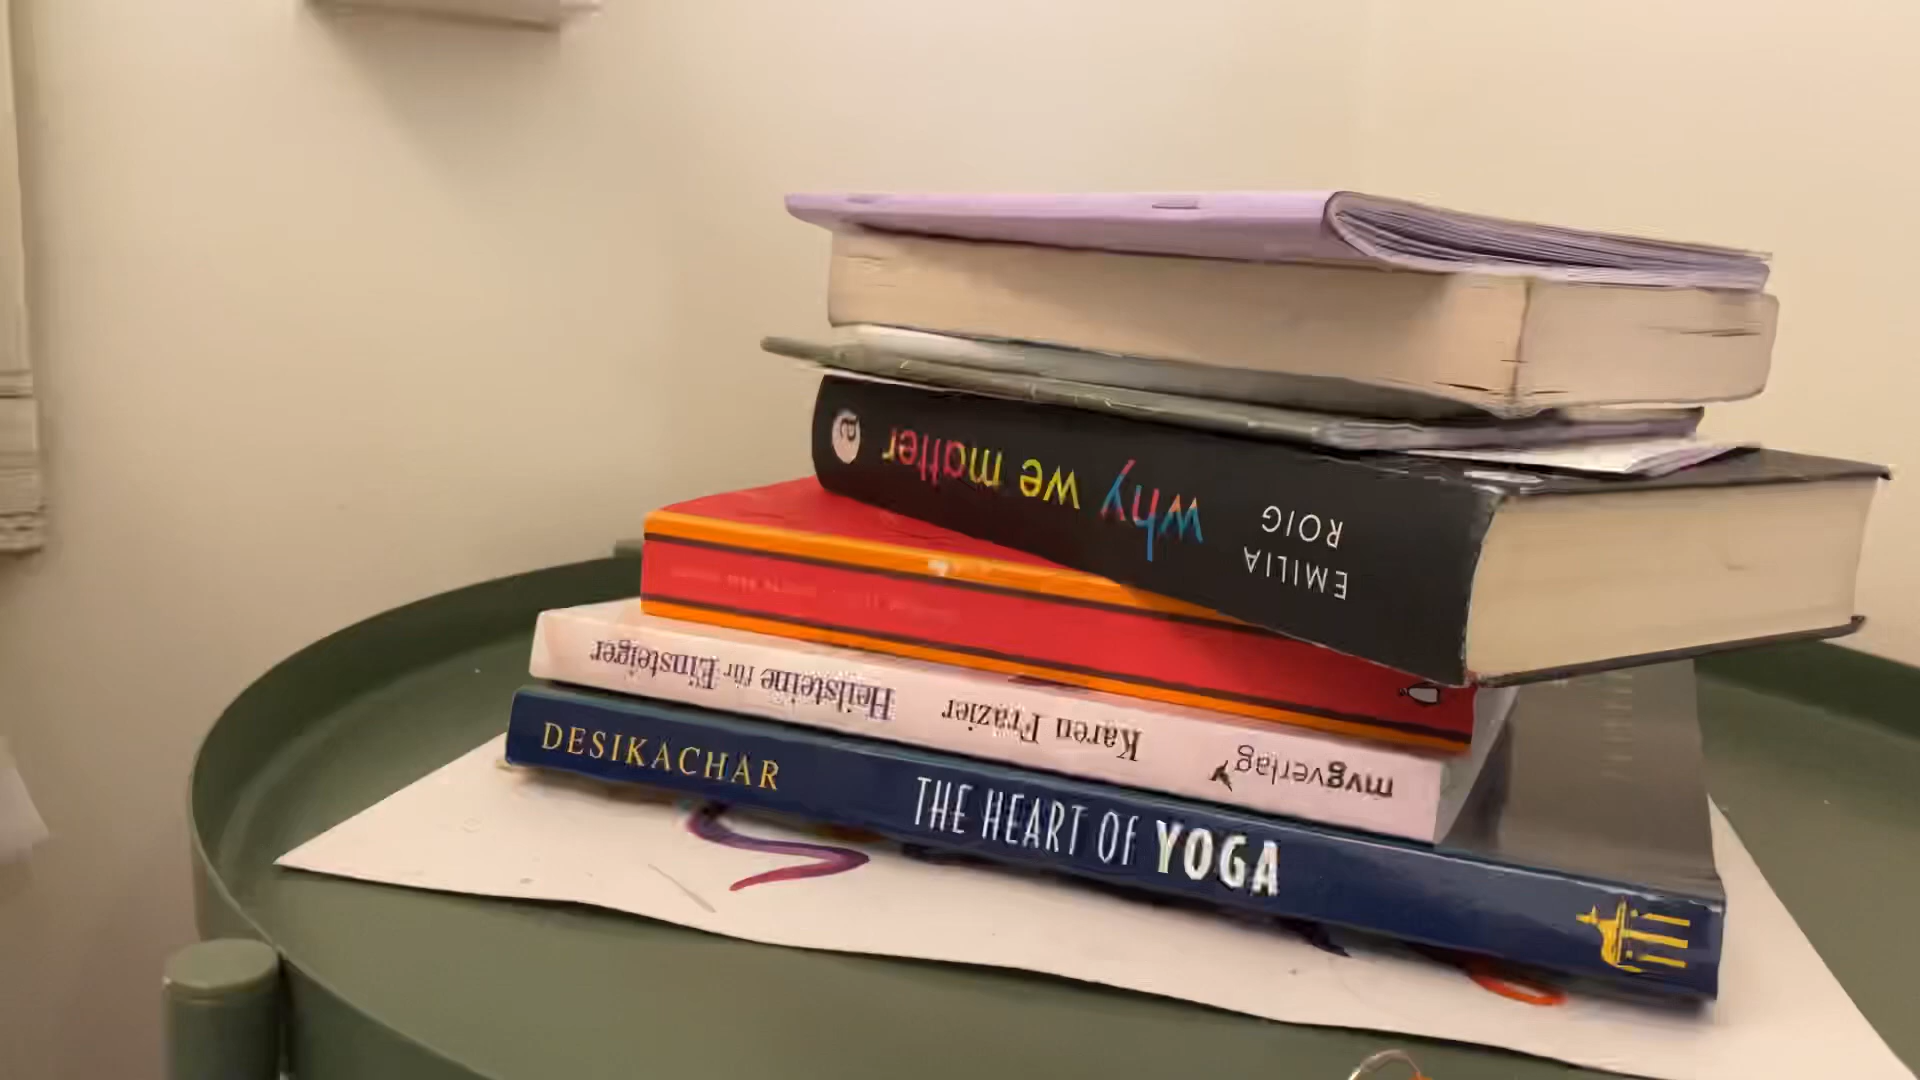 why we matter
EMILIA
ROIG
Heilsteine für Einsteiger
Karen Frazier
mvgverlag
DESIKACHAR
THE HEART OF YOGA